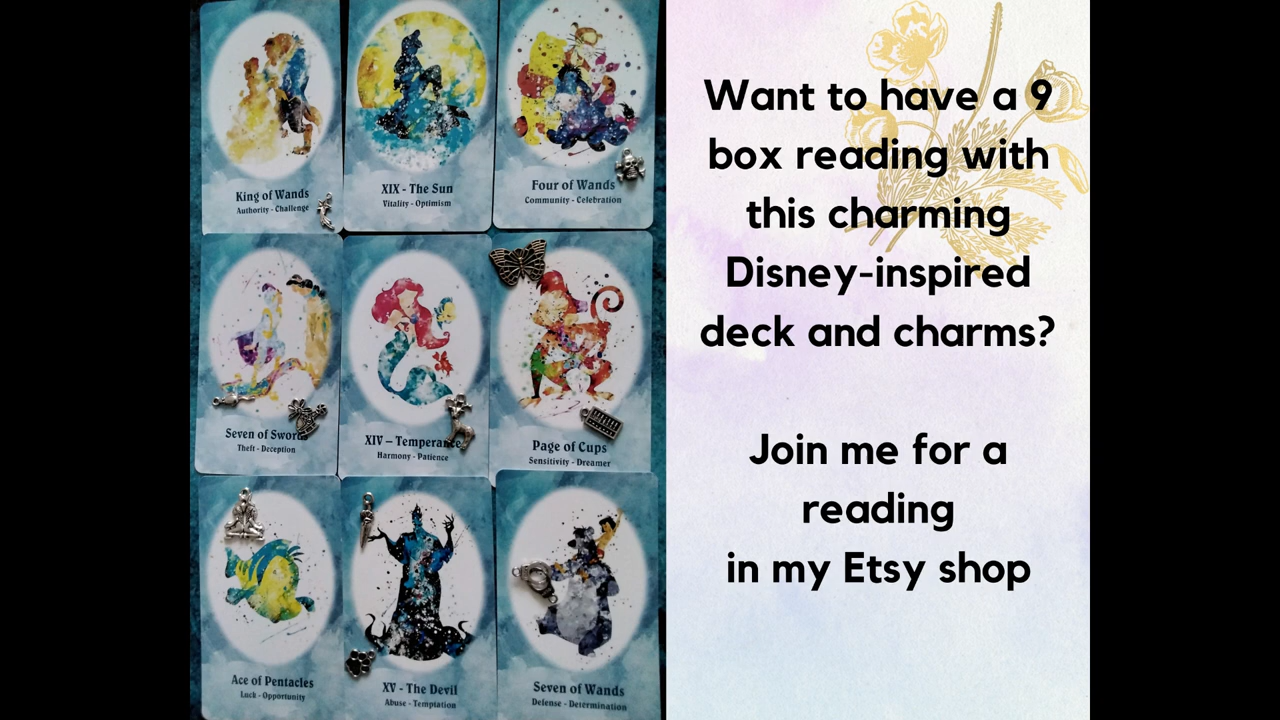 King of Wands
Authority - Challenge
XIX - The Sun
Vitality - Optimism
Four of Wands
Community - Celebration
Seven of Swords
Theft - Deception
XIV – Temperance
Harmony - Patience
Page of Cups
Sensitivity - Dreamer
Ace of Pentacles
Luck - Opportunity
XV - The Devil
Abuse - Temptation
Seven of Wands
Defense - Determination
Want to have a 9
box reading with
this charming
Disney-inspired
deck and charms?
Join me for a
reading
in my Etsy shop